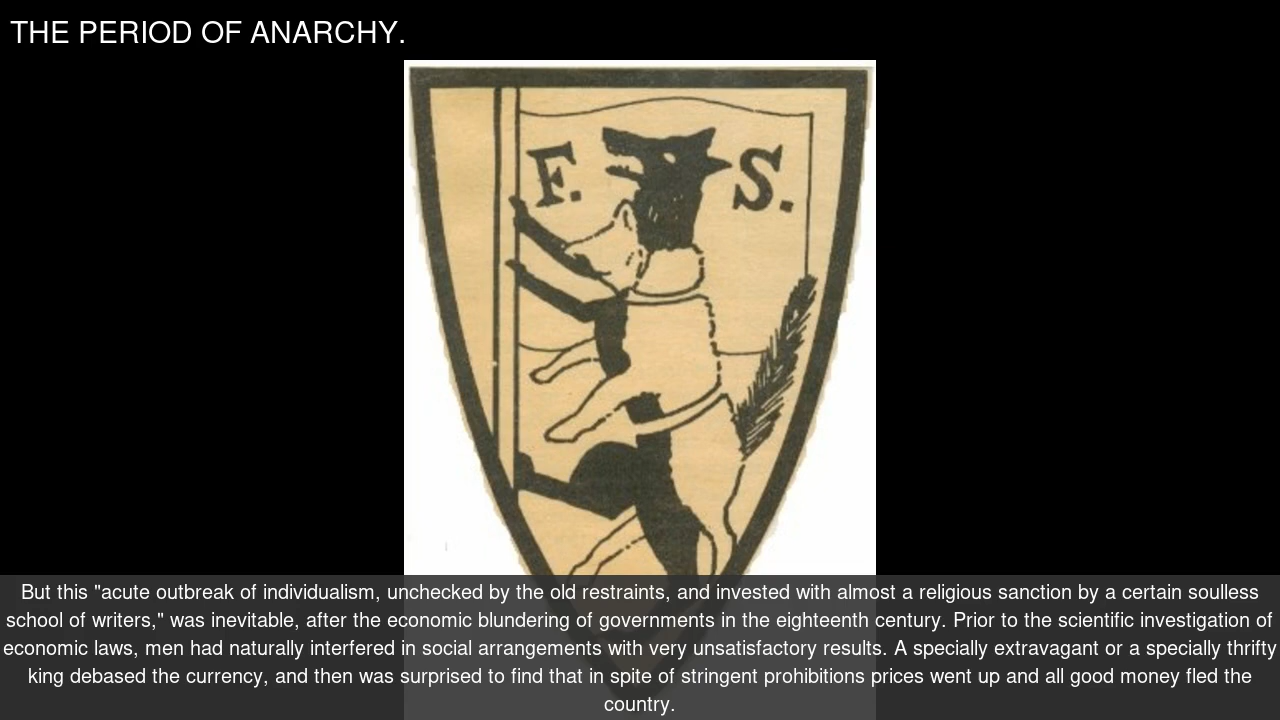 THE PERIOD OF ANARCHY.
F. S.
But this "acute outbreak of individualism, unchecked by the old restraints, and invested with almost a religious sanction by a certain soulless
school of writers," was inevitable, after the economic blundering of governments in the eighteenth century. Prior to the scientific investigation of
economic laws, men had naturally interfered in social arrangements with very unsatisfactory results. A specially extravagant or a specially thrifty
king debased the currency, and then was surprised to find that in spite of stringent prohibitions prices went up and all good money fled the
country.